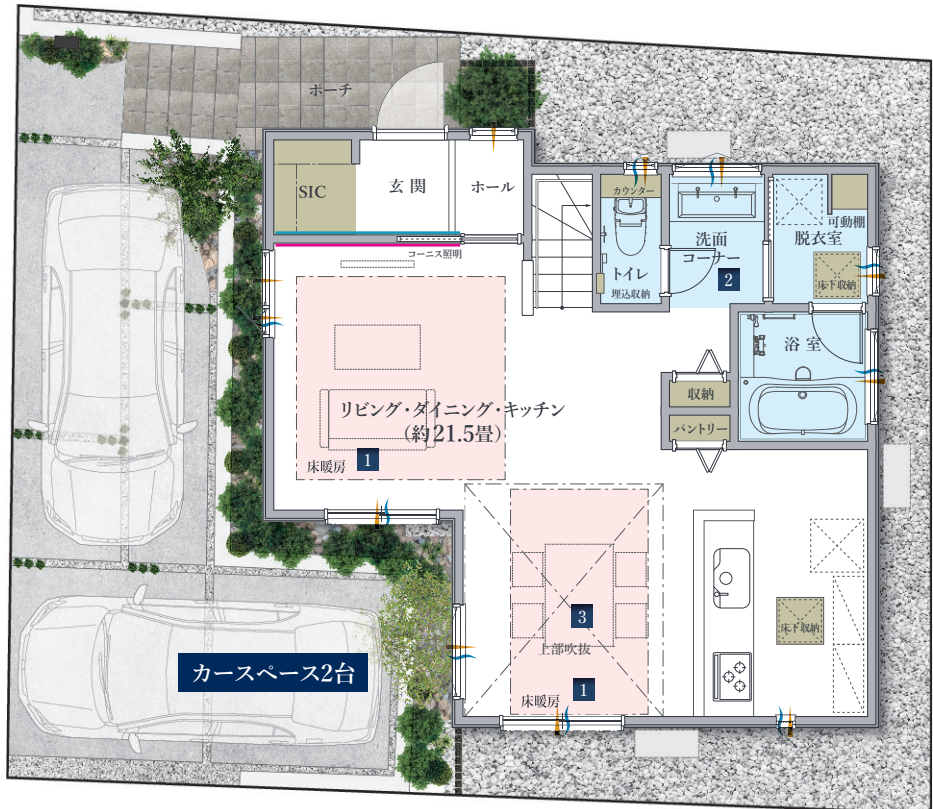 ポーチ
SIC
玄関
ホール
カウンター
洗面
コーナー
2
可動棚
脱衣室
トイレ
埋込収納
床下収納
コーニス照明
浴室
収納
パントリー
リビング・ダイニング・キッチン
(約21.5畳)
床暖房
1
3
上部吹抜
床下収納
床暖房
1
カースペース2台